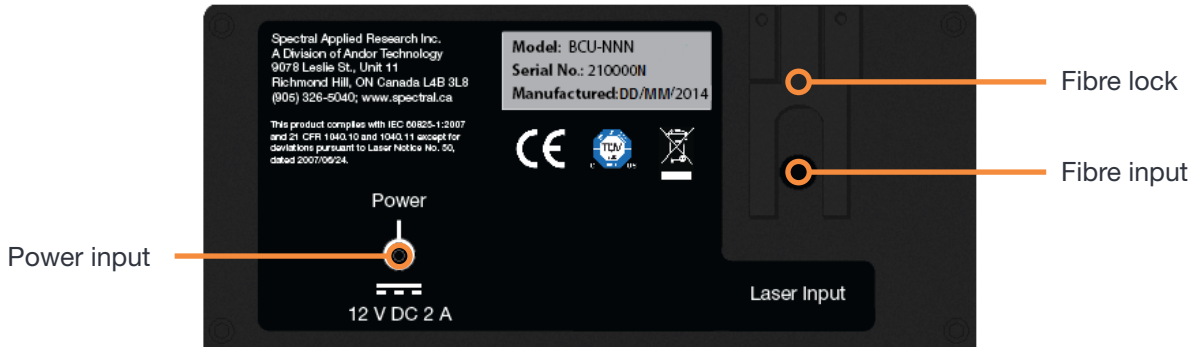 Spectral Applied Research Inc.
A Division of Andor Technology
9078 Leslie St., Unit 11
Richmond Hill, ON Canada L4B 3L8
(905) 326-5040; www.spectral.ca
This product complies with IEC 60825-1:2007
and 21 CFR 1040.10 and 1040.11 except for
deviations pursuant to Laser Notice No. 50,
dated 2007/06/24.
Model: BCU-NNN
Serial No.: 210000N
Manufactured:DD/MM/2014
CE
TÜV
C US
Fibre lock
Fibre input
Power
Power input
12 V DC 2 A
Laser Input